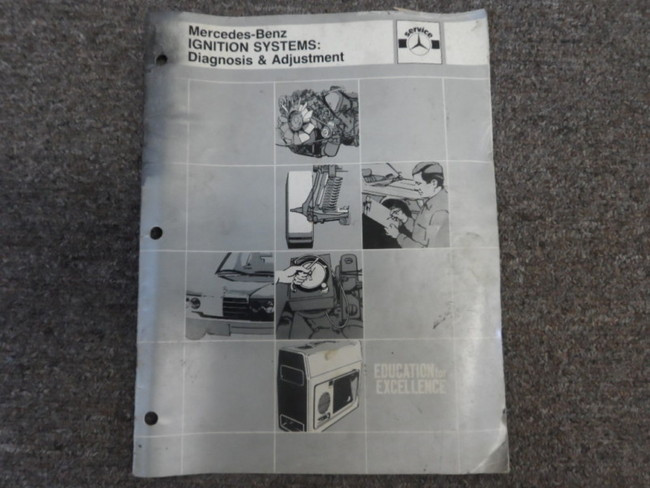 Mercedes-Benz
IGNITION SYSTEMS:
Diagnosis & Adjustment
service
EDUCATION for
EXCELLENCE